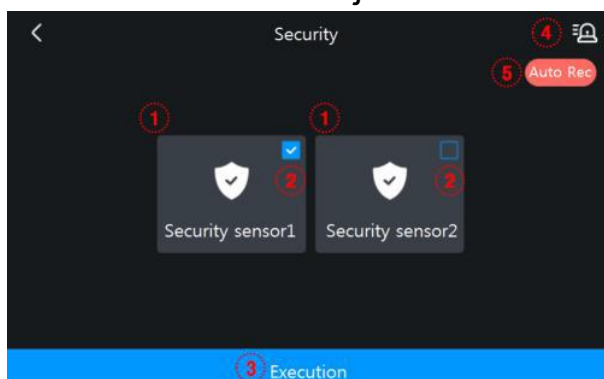 Security
4
5 Auto Rec
1 1
2 2
Security sensor1 Security sensor2
3 Execution